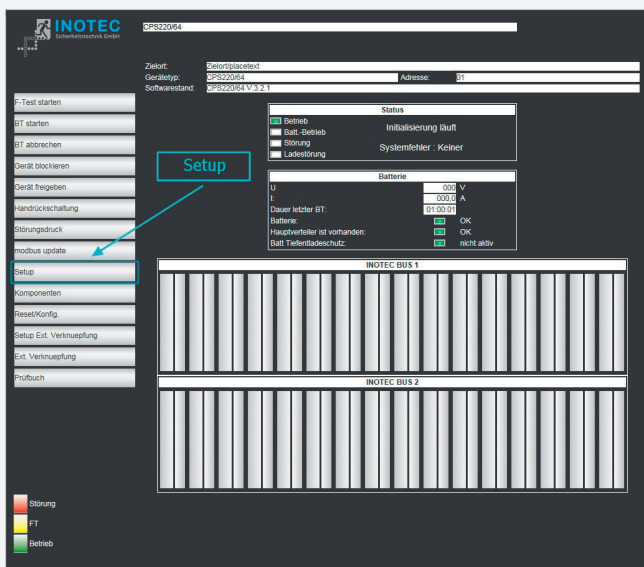 INOTEC
Sicherheitstechnik GmbH
CPS220/64
Zielort: Zielort/placetext
Gerätetyp: CPS220/64 Adresse: 01
Softwarestand: CPS220/64 V.3.2.1
F-Test starten
BT starten
BT abbrechen
Gerät blockieren
Gerät freigeben
Handrückschaltung
Störungsdruck
modbus update
Setup
Komponenten
Reset/Konfig.
Setup Ext. Verknuepfung
Ext. Verknuepfung
Prüfbuch
Setup
Status
Betrieb
Batt.-Betrieb
Störung
Ladestörung
Initialisierung läuft
Systemfehler : Keiner
Batterie
U 000 V
I: 000,0 A
Dauer letzter BT: 01:00:01
Batterie: OK
Hauptverteiler ist vorhanden: OK
Batt Tiefentladeschutz: nicht aktiv
INOTEC BUS 1
INOTEC BUS 2
Störung
FT
Betrieb